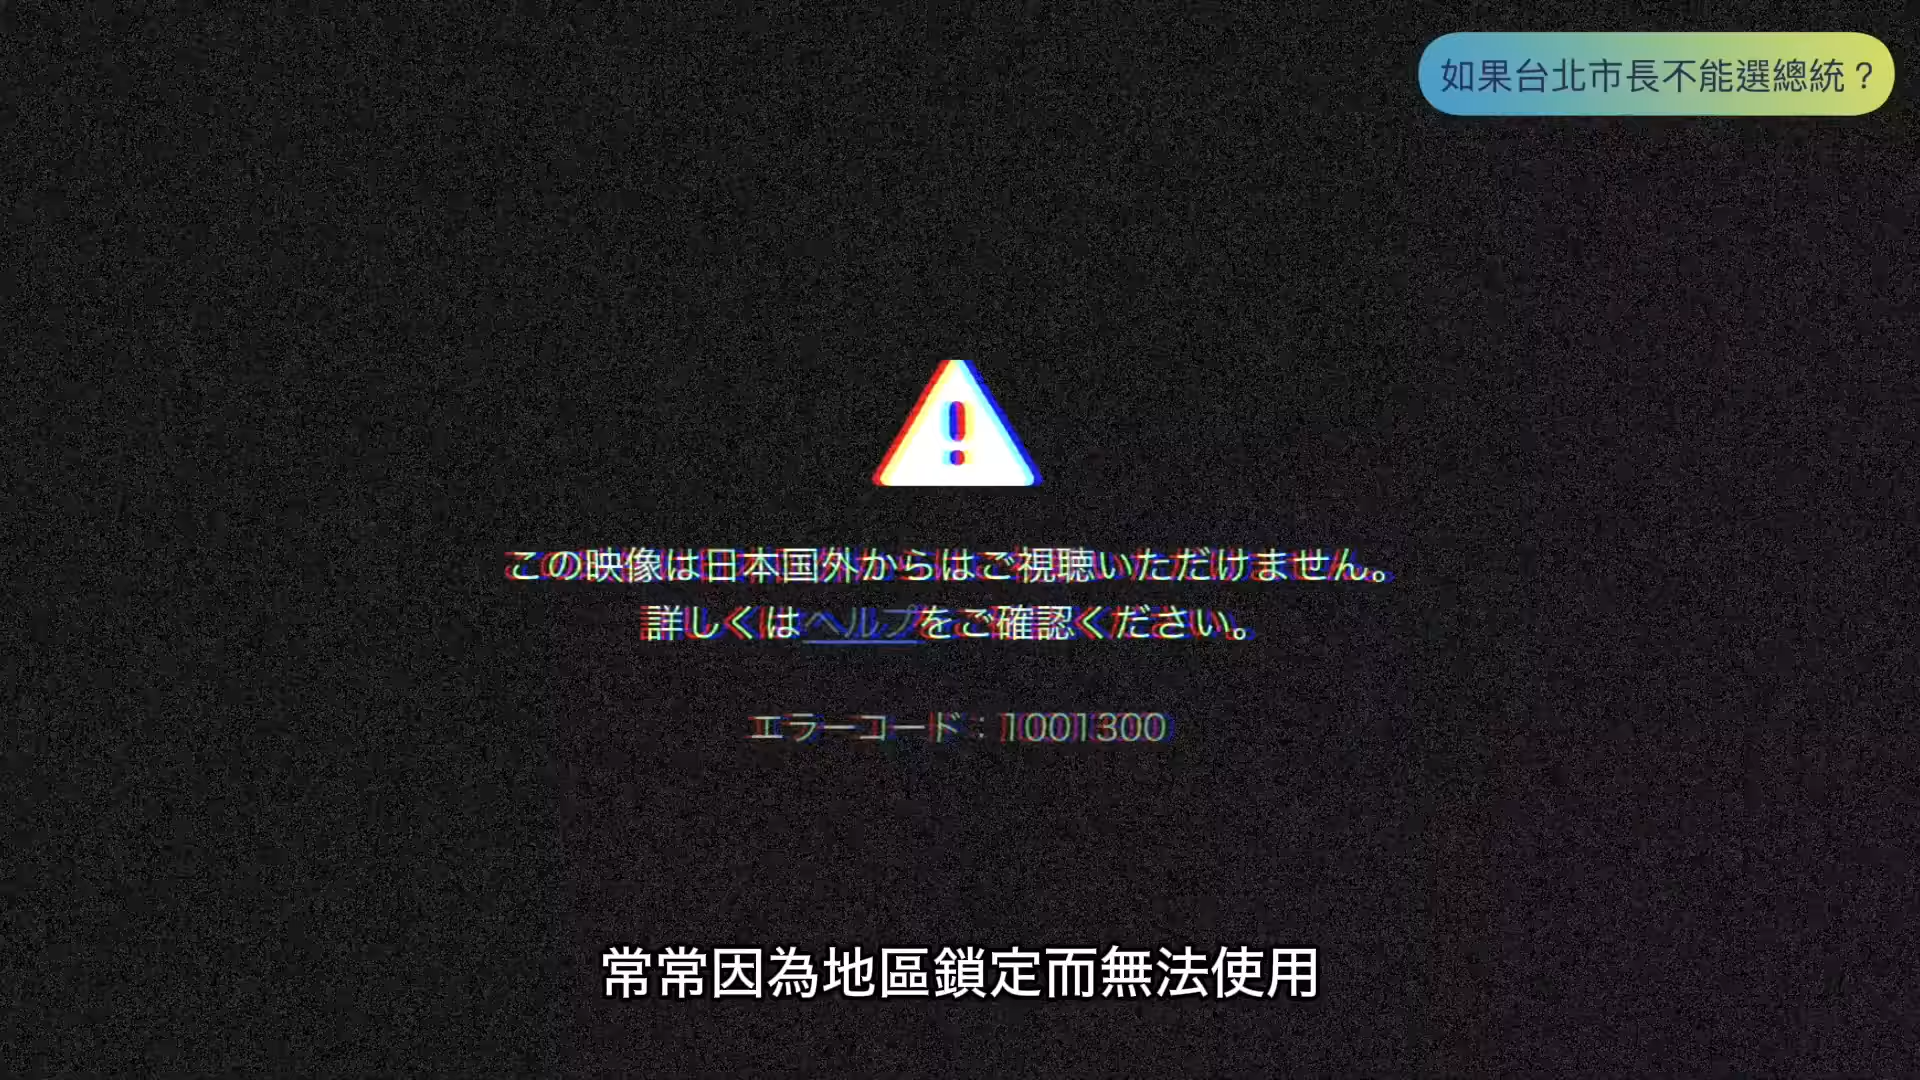 如果台北市長不能選總統？
この映像は日本国外からはご視聴いただけません。
詳しくはヘルプをご確認ください。
エラーコード：1001300
常常因為地區鎖定而無法使用